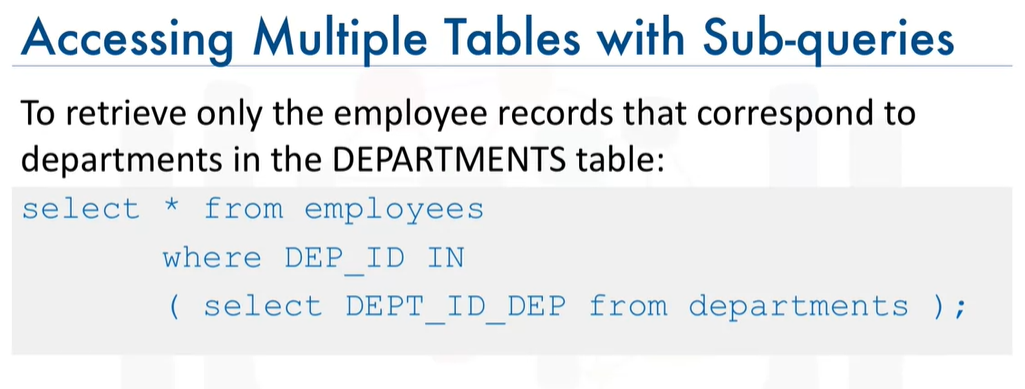 Accessing Multiple Tables with Sub-queries
To retrieve only the employee records that correspond to
departments in the DEPARTMENTS table:
select * from employees
where DEP_ID IN
( select DEPT_ID_DEP from departments );